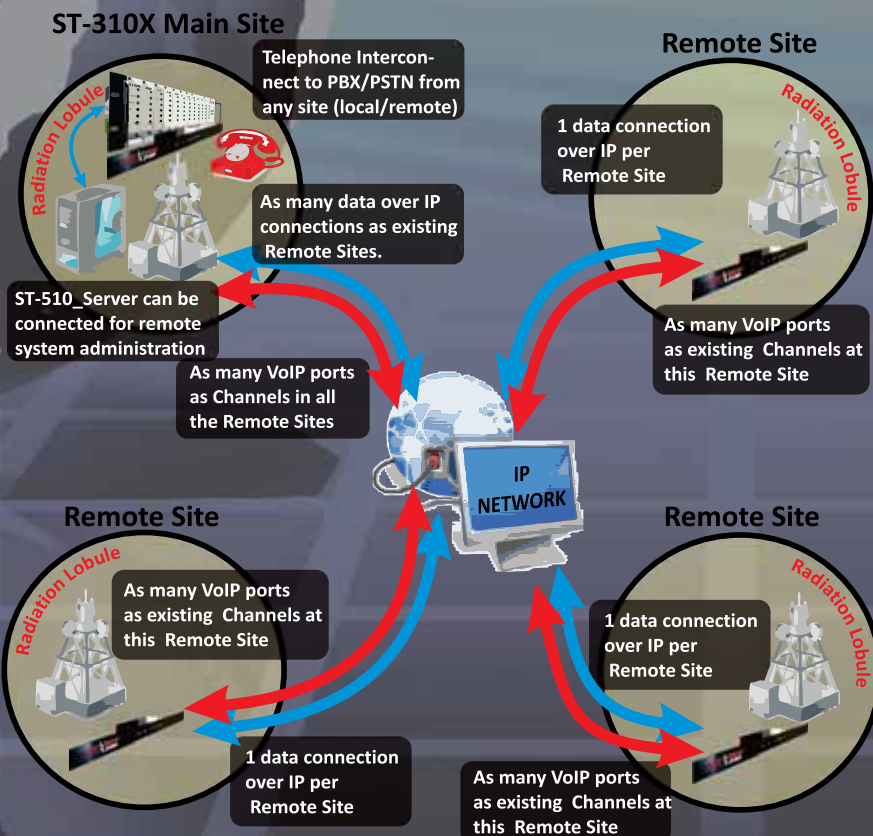 ST-310X Main Site
Radiation Lobule
Telephone Intercon-
nect to PBX/PSTN from
any site (local/remote)
As many data over IP
connections as existing
Remote Sites.
ST-510_Server can be
connected for remote
system administration
As many VoIP ports
as Channels in all
the Remote Sites
Remote Site
Radiation Lobule
1 data connection
over IP per
Remote Site
As many VoIP ports
as existing Channels at
this Remote Site
IP
NETWORK
Remote Site
Radiation Lobule
As many VoIP ports
as existing Channels at
this Remote Site
1 data connection
over IP per
Remote Site
Remote Site
Radiation Lobule
1 data connection
over IP per
Remote Site
As many VoIP ports
as existing Channels at
this Remote Site